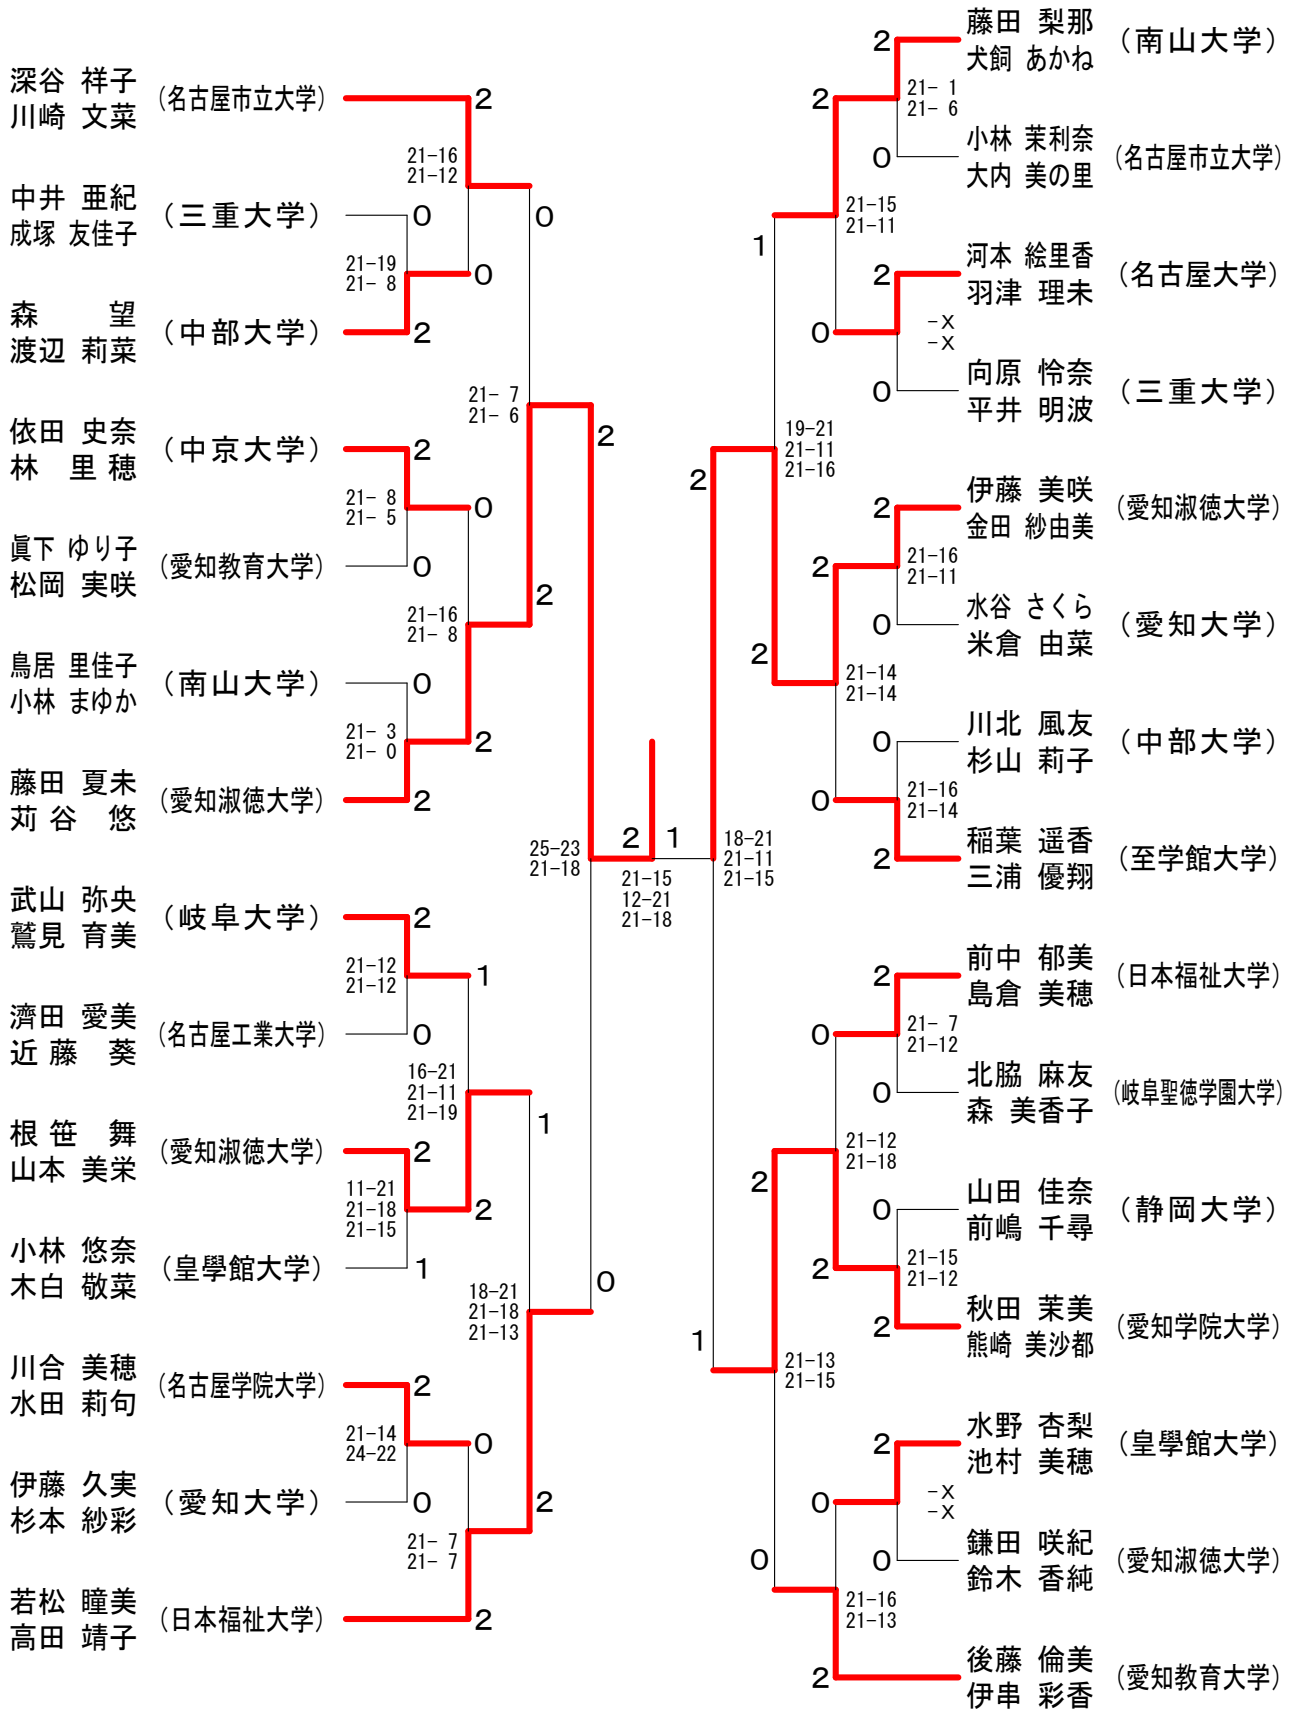 深谷 祥子
川崎 文菜
(名古屋市立大学)
2
21-16
21-12
中井 亜紀
成塚 友佳子
(三重大学)
0
0
21-19
21- 8
0
森 望
渡辺 莉菜
(中部大学)
2
21- 7
21- 6
2
依田 史奈
林 里穂
(中京大学)
2
21- 8
21- 5
0
眞下 ゆり子
松岡 実咲
(愛知教育大学)
0
2
21-16
21- 8
鳥居 里佳子
小林 まゆか
(南山大学)
0
21- 3
21- 0
2
藤田 夏未
苅谷 悠
(愛知淑徳大学)
2
25-23
21-18
武山 弥央
鷲見 育美
(岐阜大学)
2
21-12
21-12
1
濟田 愛美
近藤 葵
(名古屋工業大学)
0
16-21
21-11
21-19
1
根笹 舞
山本 美栄
(愛知淑徳大学)
2
11-21
21-18
21-15
2
小林 悠奈
木白 敬菜
(皇學館大学)
1
0
18-21
21-18
21-13
川合 美穂
水田 莉句
(名古屋学院大学)
2
21-14
24-22
0
伊藤 久実
杉本 紗彩
(愛知大学)
0
2
21- 7
21- 7
若松 瞳美
高田 靖子
(日本福祉大学)
2
2
1
21-15
12-21
21-18
2
藤田 梨那
犬飼 あかね
(南山大学)
2
21- 1
21- 6
0
小林 茉利奈
大内 美の里
(名古屋市立大学)
1
21-15
21-11
2
河本 絵里香
羽津 理未
(名古屋大学)
0
-X
-X
0
向原 怜奈
平井 明波
(三重大学)
2
19-21
21-11
21-16
2
伊藤 美咲
金田 紗由美
(愛知淑徳大学)
2
21-16
21-11
0
水谷 さくら
米倉 由菜
(愛知大学)
2
21-14
21-14
0
川北 風友
杉山 莉子
(中部大学)
0
21-16
21-14
2
稲葉 遥香
三浦 優翔
(至学館大学)
18-21
21-11
21-15
2
前中 郁美
島倉 美穂
(日本福祉大学)
0
21- 7
21-12
0
北脇 麻友
森 美香子
(岐阜聖徳学園大学)
2
21-12
21-18
0
山田 佳奈
前嶋 千尋
(静岡大学)
2
21-15
21-12
2
秋田 茉美
熊崎 美沙都
(愛知学院大学)
1
21-13
21-15
2
水野 杏梨
池村 美穂
(皇學館大学)
0
-X
-X
0
鎌田 咲紀
鈴木 香純
(愛知淑徳大学)
0
21-16
21-13
2
後藤 倫美
伊串 彩香
(愛知教育大学)